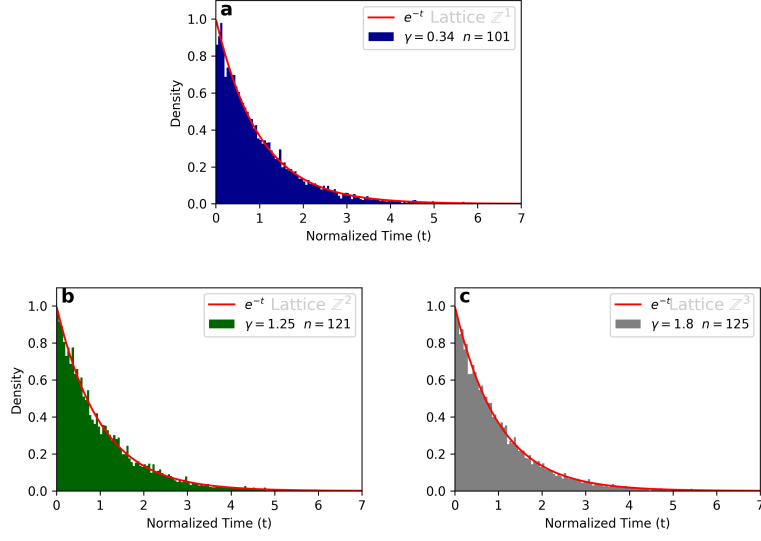 a
Lattice ℤ¹
e⁻ᵗ
γ = 0.34 n = 101
1.0
0.8
0.6
0.4
0.2
0.0
Density
0 1 2 3 4 5 6 7
Normalized Time (t)
b
Lattice ℤ²
e⁻ᵗ
γ = 1.25 n = 121
1.0
0.8
0.6
0.4
0.2
0.0
Density
0 1 2 3 4 5 6 7
Normalized Time (t)
c
Lattice ℤ³
e⁻ᵗ
γ = 1.8 n = 125
1.0
0.8
0.6
0.4
0.2
0.0
0 1 2 3 4 5 6 7
Normalized Time (t)